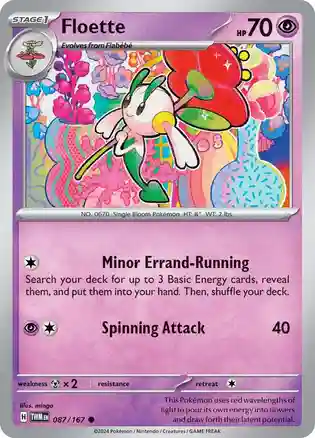 STAGE 1
Floette
HP 70
Evolves from Flabébé
NO. 0670 Single Bloom Pokémon HT: 8" WT: 2 lbs
Minor Errand-Running
Search your deck for up to 3 Basic Energy cards, reveal
them, and put them into your hand. Then, shuffle your deck.
Spinning Attack 40
weakness ×2 resistance retreat
Illus. mingo
H TWM EN 087/167
This Pokémon uses red wavelengths of
light to pour its own energy into flowers
and draw forth their latent potential.
©2024 Pokémon / Nintendo / Creatures / GAME FREAK